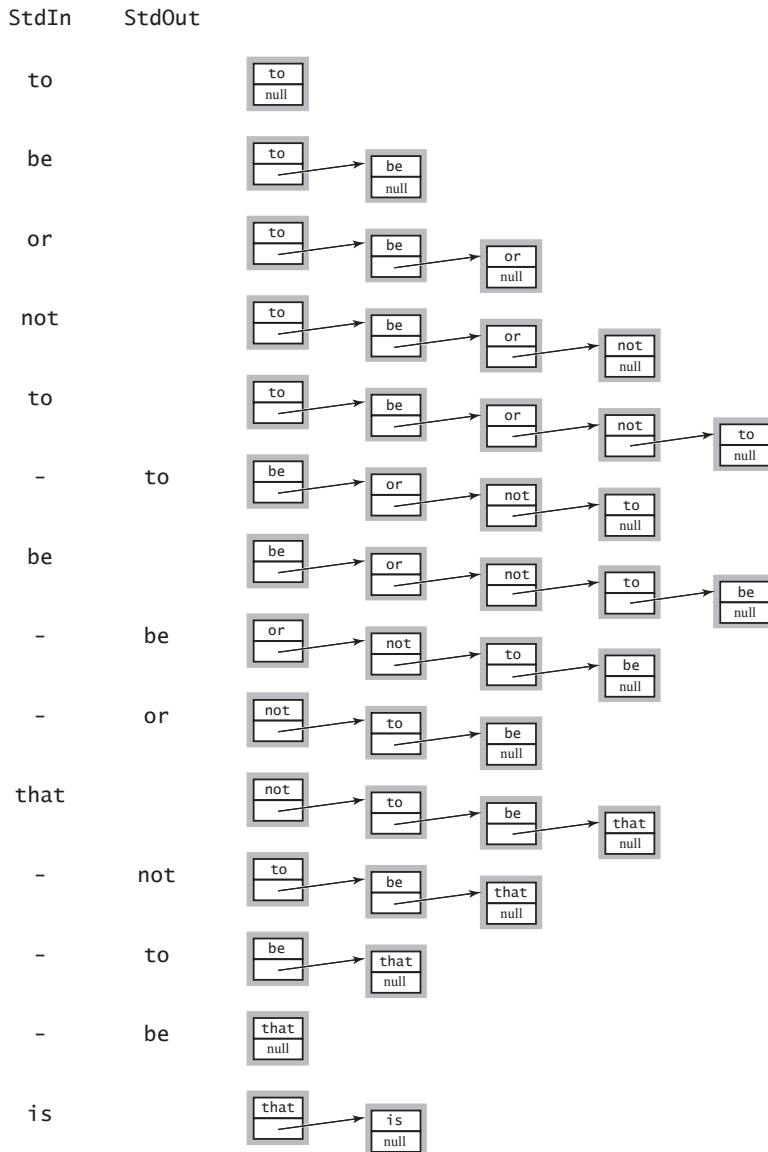 StdIn StdOut
to
to
null
be
to
be
null
or
to
be
or
null
not
to
be
or
not
null
to
to
be
or
not
to
null
- to
be
or
not
to
null
be
be
or
not
to
be
null
- be
or
not
to
be
null
- or
not
to
be
null
that
not
to
be
that
null
- not
to
be
that
null
- to
be
that
null
- be
that
null
is
that
is
null